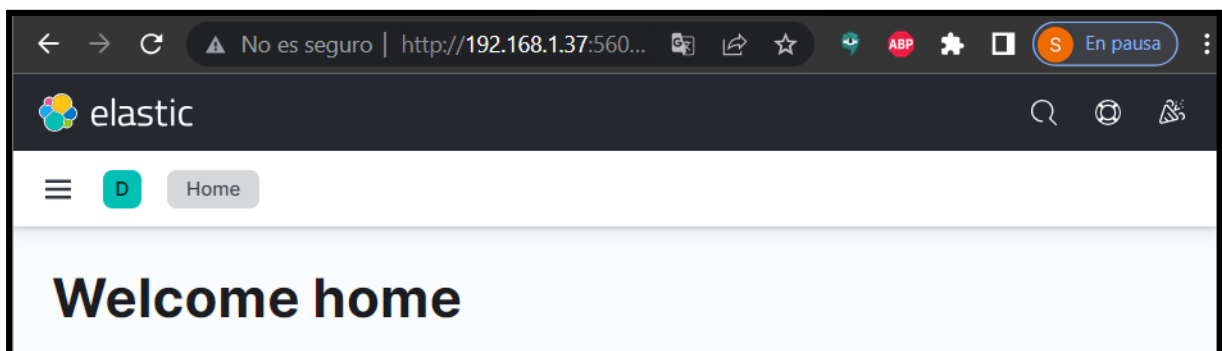 No es seguro | http://192.168.1.37:560... ABP S En pausa
elastic
D Home
Welcome home